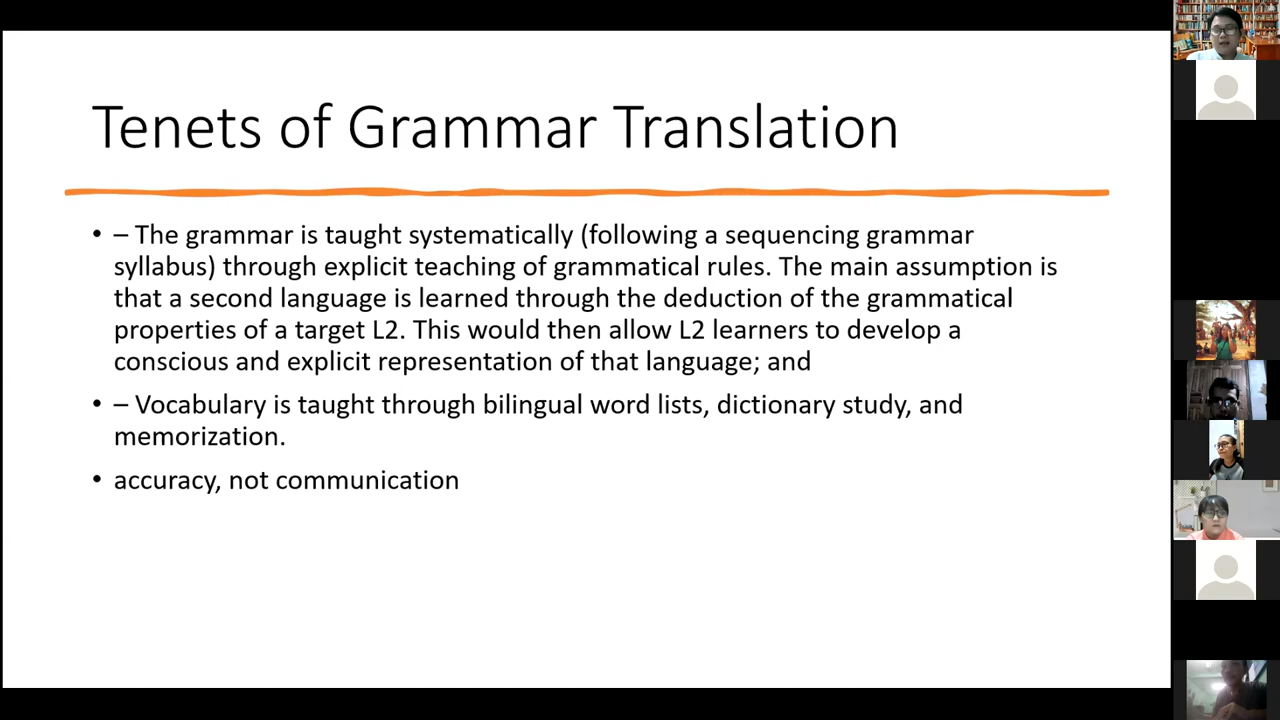 Tenets of Grammar Translation
• – The grammar is taught systematically (following a sequencing grammar
syllabus) through explicit teaching of grammatical rules. The main assumption is
that a second language is learned through the deduction of the grammatical
properties of a target L2. This would then allow L2 learners to develop a
conscious and explicit representation of that language; and
• – Vocabulary is taught through bilingual word lists, dictionary study, and
memorization.
• accuracy, not communication